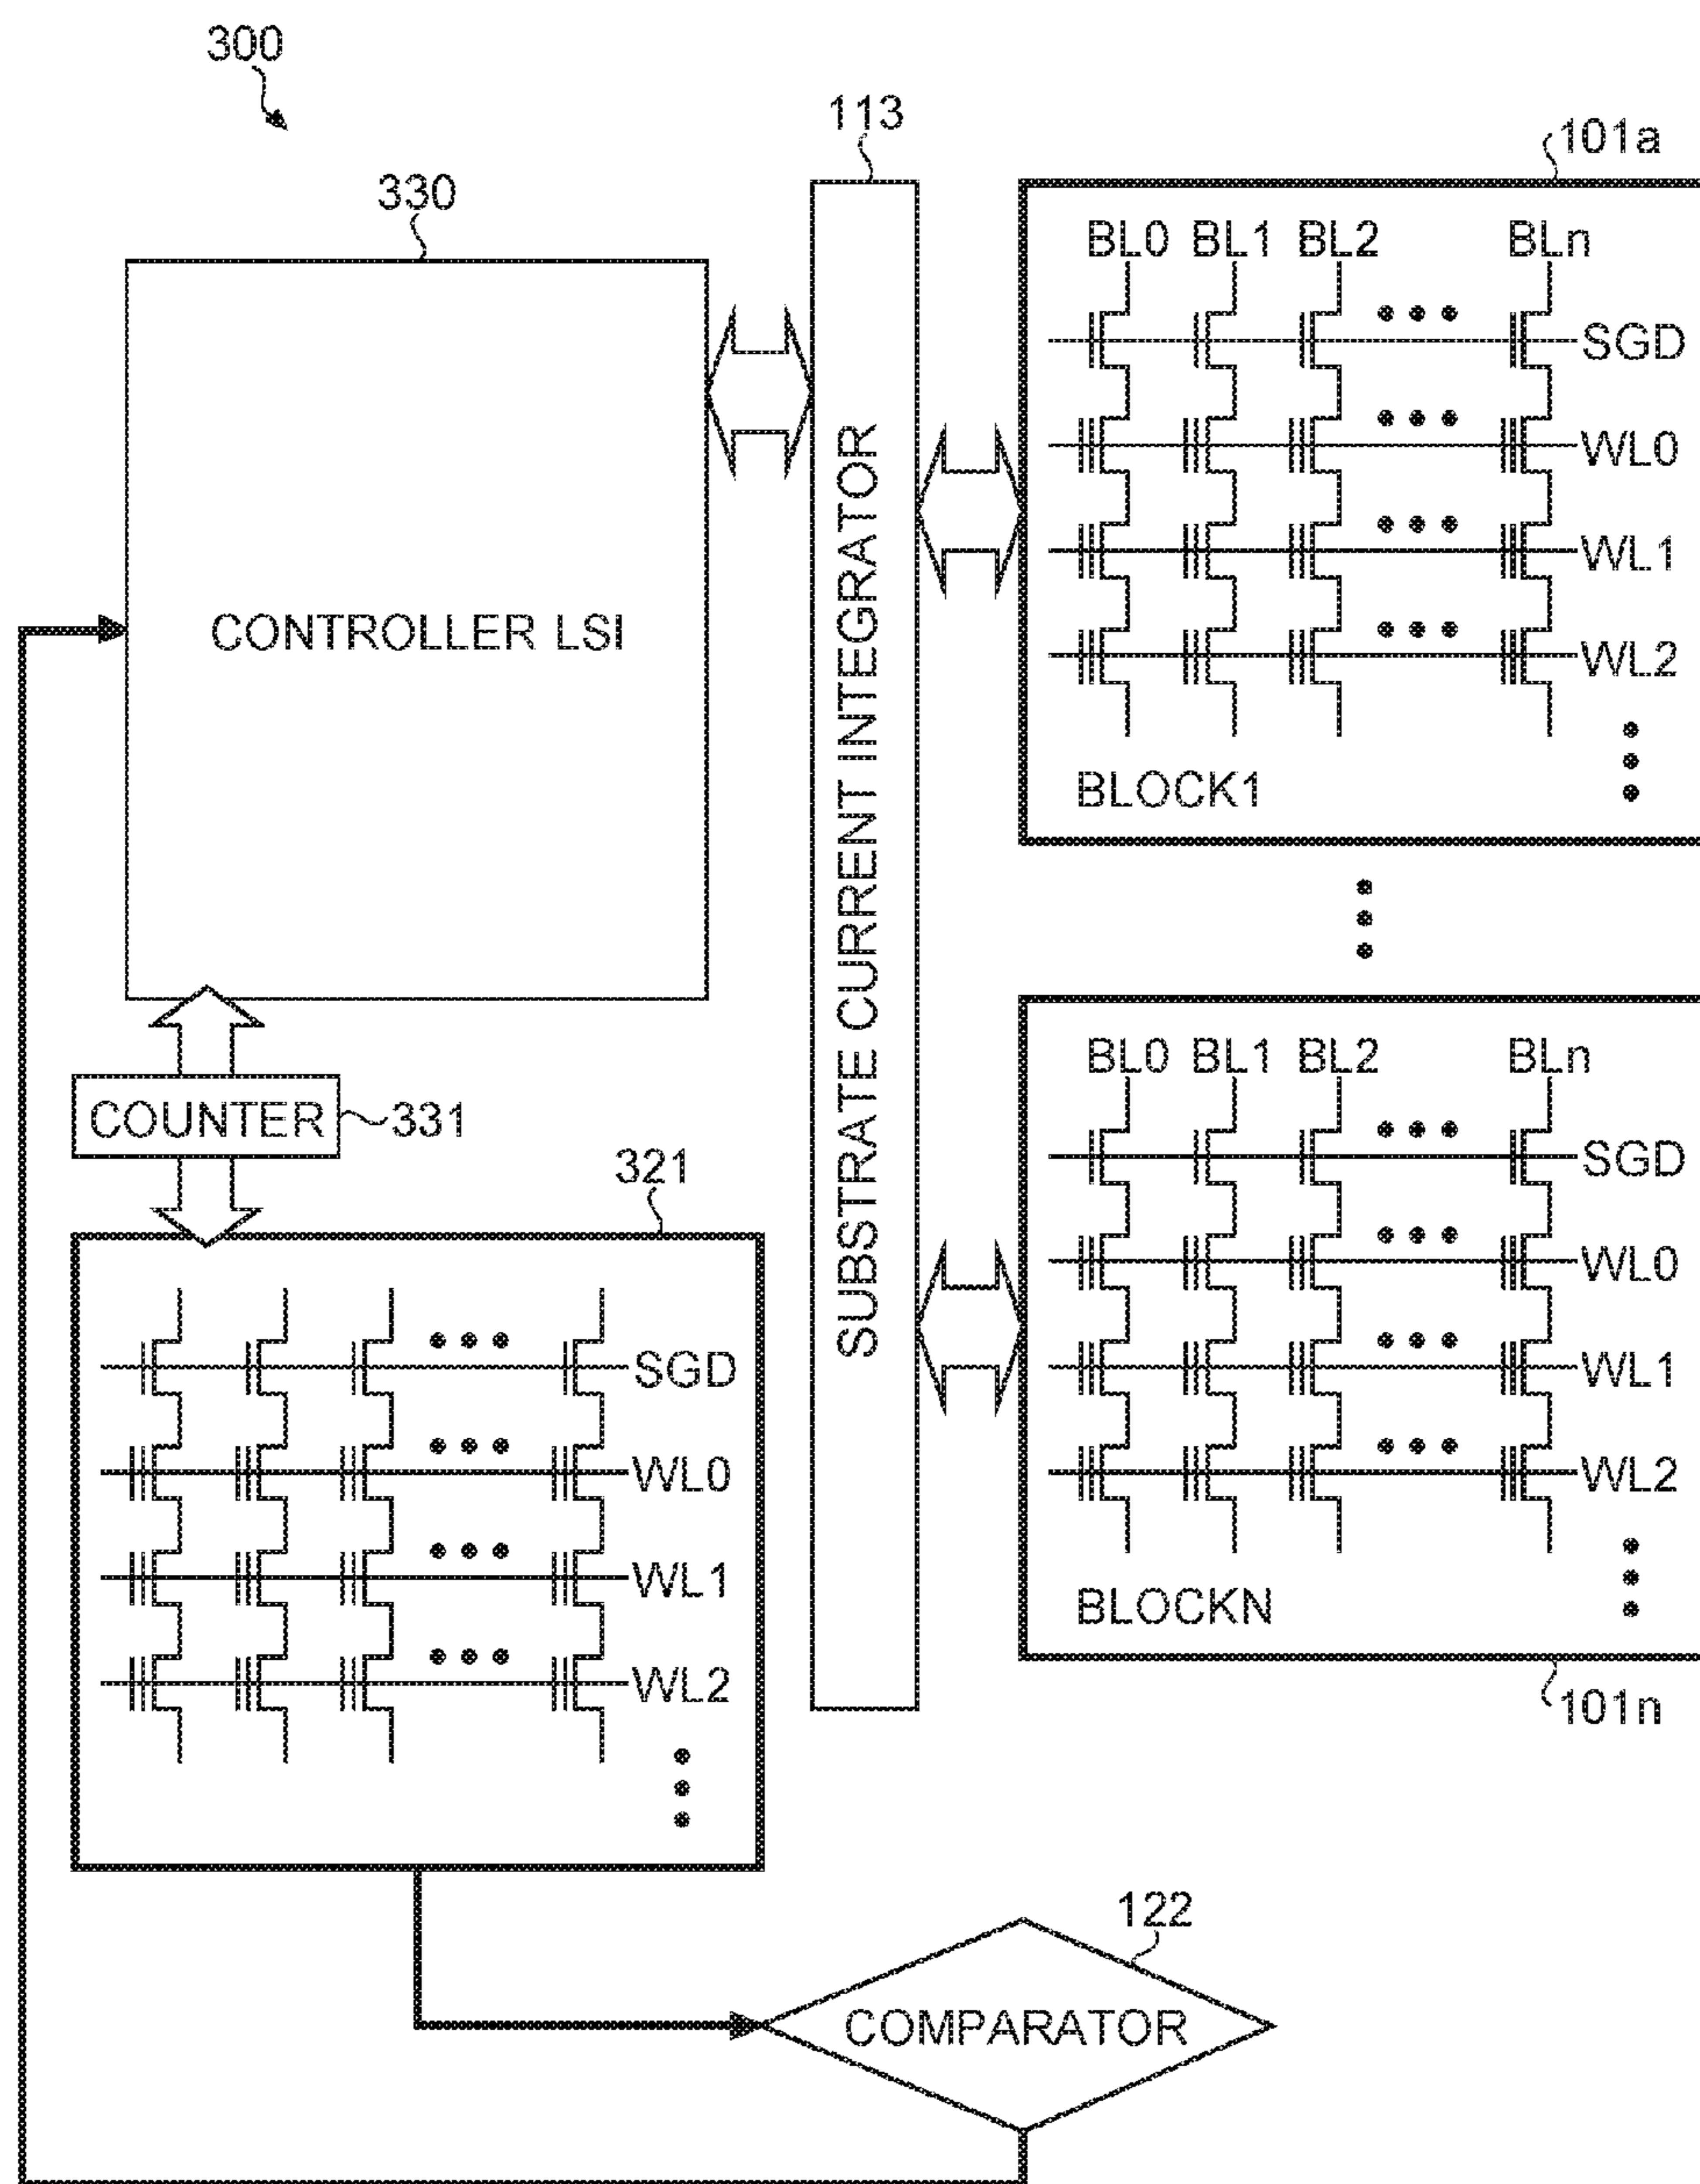 300
113
101a
330
BL0 BL1 BL2 BLn
SGD
WL0
WL1
WL2
BLOCK1
CONTROLLER LSI
SUBSTRATE CURRENT INTEGRATOR
COUNTER
331
321
SGD
WL0
WL1
WL2
BL0 BL1 BL2 BLn
SGD
WL0
WL1
WL2
BLOCKN
101n
122
COMPARATOR